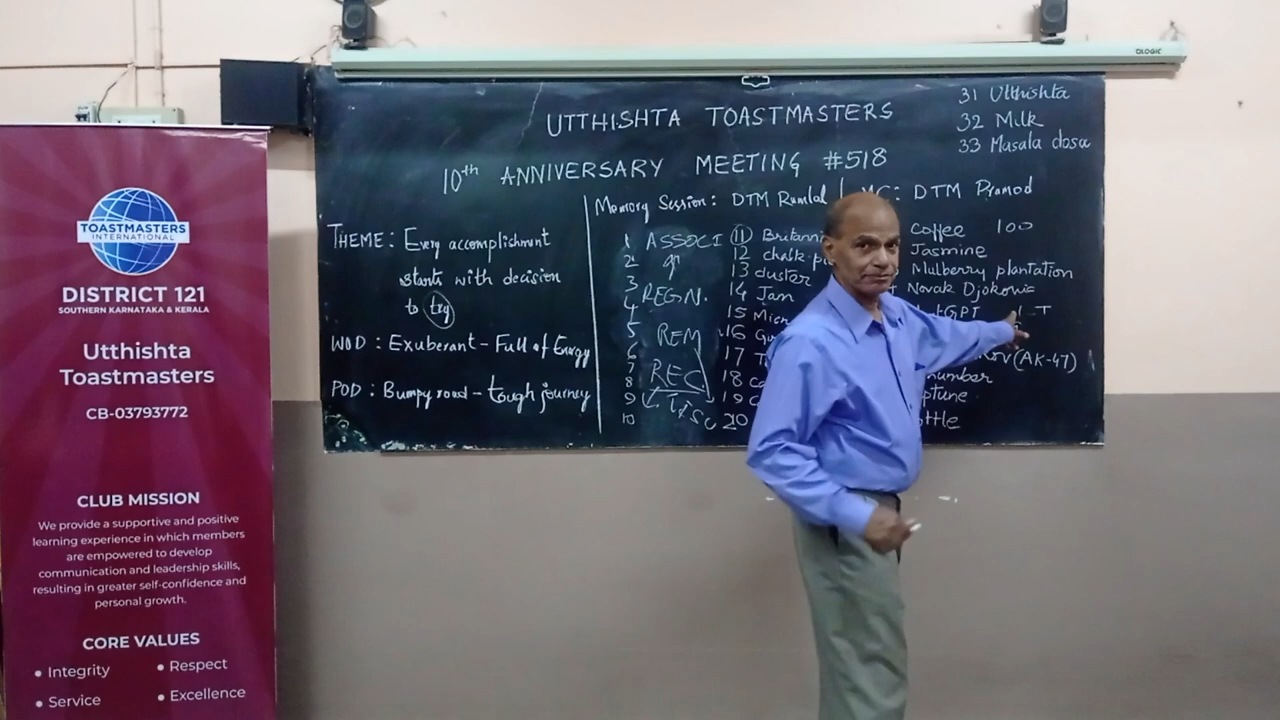 QLOGIC
UTTHISHTA TOASTMASTERS
10th ANNIVERSARY MEETING #518
31 Utthishta
32 Milk
33 Masala dosa
Memory Session: DTM
MC: DTM Pramod
THEME: Every accomplishment
starts with decision
to try
WOD: Exuberant - Full of Energy
POD: Bumpy road - tough journey
1 ASSOCI
2
3 REGN.
4
5 REM
6
7 REC
8
9
10
11
12 chalk
13 duster
14 Jam
15
16
17
18
19
20
Coffee 100
Jasmine
Mulberry plantation
Novak Djokovic
GPT
(AK-47)
number
TOASTMASTERS
INTERNATIONAL
DISTRICT 121
SOUTHERN KARNATAKA & KERALA
Utthishta
Toastmasters
CB-03793772
CLUB MISSION
We provide a supportive and positive
learning experience in which members
are empowered to develop
communication and leadership skills,
resulting in greater self-confidence and
personal growth.
CORE VALUES
• Integrity • Respect
• Service • Excellence